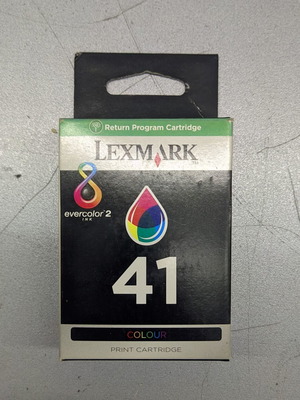 Return Program Cartridge
LEXMARK
evercolor 2
INK
41
COLOUR
PRINT CARTRIDGE